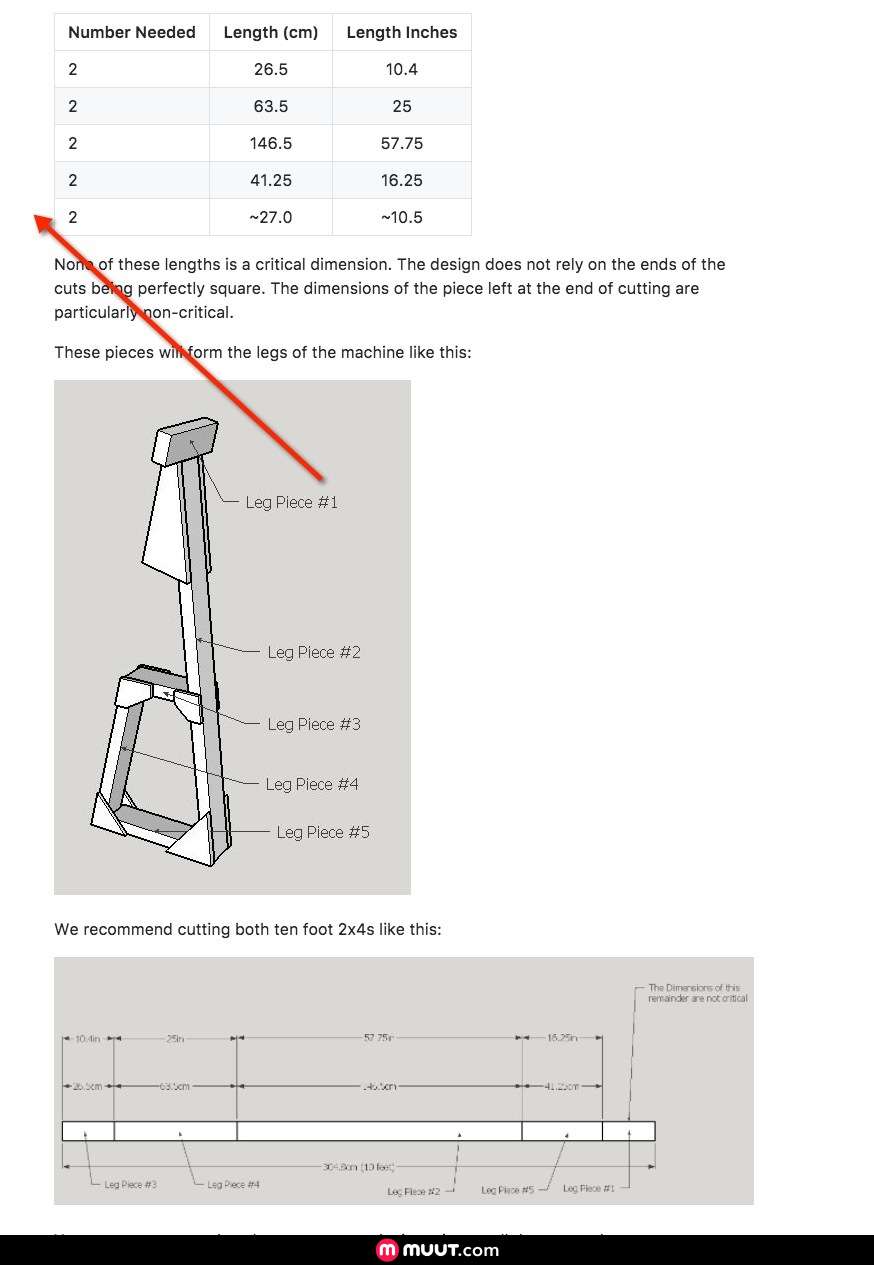 Number Needed Length (cm) Length Inches
2 26.5 10.4
2 63.5 25
2 146.5 57.75
2 41.25 16.25
2 ~27.0 ~10.5
None of these lengths is a critical dimension. The design does not rely on the ends of the
cuts being perfectly square. The dimensions of the piece left at the end of cutting are
particularly non-critical.
These pieces will form the legs of the machine like this:
Leg Piece #1
Leg Piece #2
Leg Piece #3
Leg Piece #4
Leg Piece #5
We recommend cutting both ten foot 2x4s like this:
The Dimensions of this
remainder are not critical
10.4in 25in 57.75in 16.25in
26.5cm 63.5cm 146.5cm 41.25cm
304.8cm (10 feet)
Leg Piece #3 Leg Piece #4 Leg Piece #2 Leg Piece #5 Leg Piece #1
muut.com